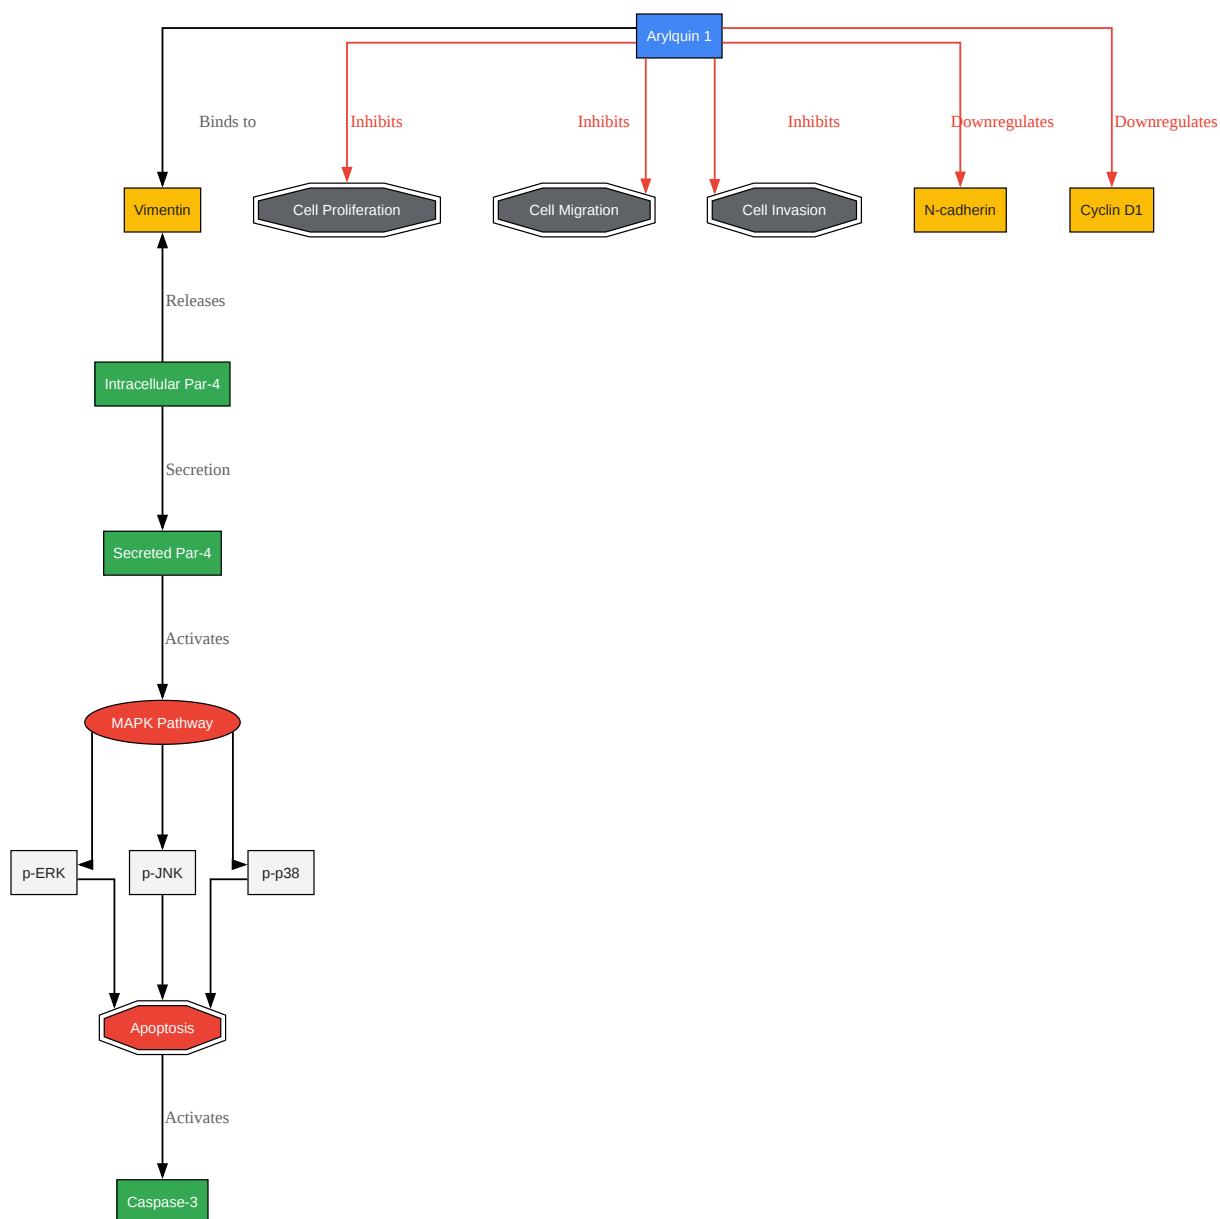 Arylquin 1
Binds to
Inhibits
Inhibits
Inhibits
Downregulates
Downregulates
Vimentin
Cell Proliferation
Cell Migration
Cell Invasion
N-cadherin
Cyclin D1
Releases
Intracellular Par-4
Secretion
Secreted Par-4
Activates
MAPK Pathway
p-ERK
p-JNK
p-p38
Apoptosis
Activates
Caspase-3